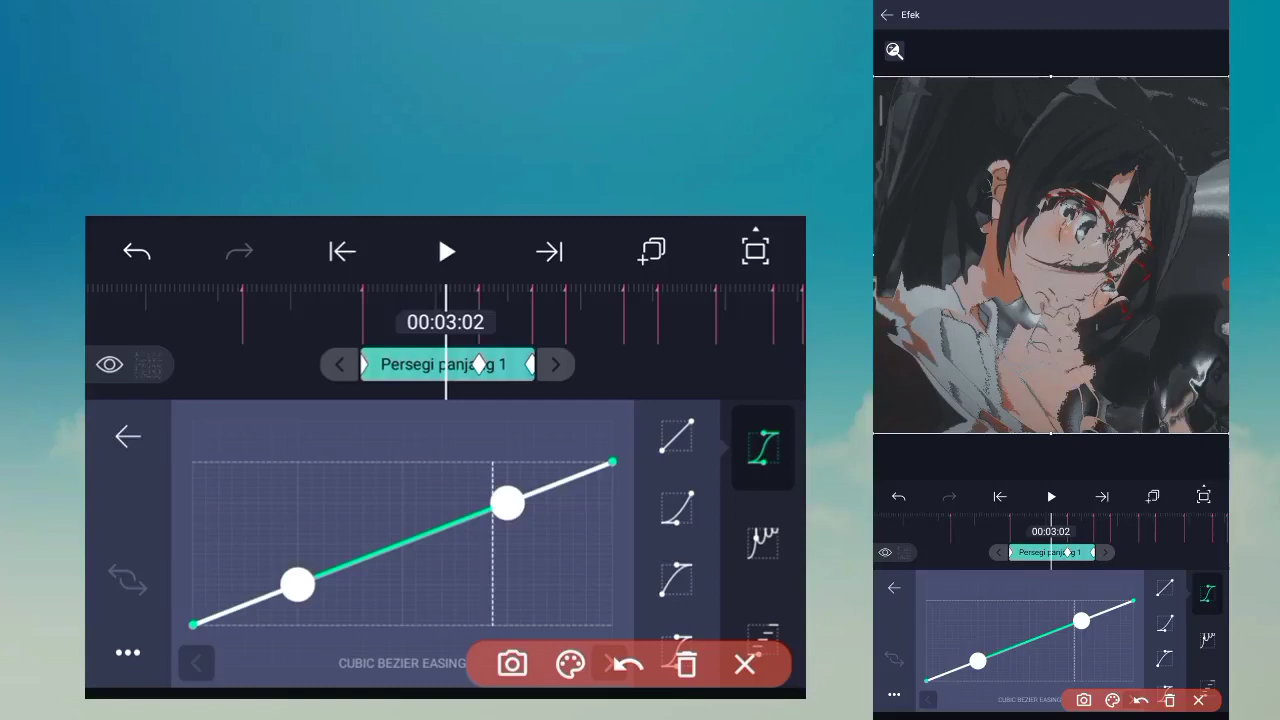 Efek
00:03:02
Persegi panjang 1
CUBIC BEZIER EASING
00:03:02
Persegi panjang 1
CUBIC BEZIER EASING